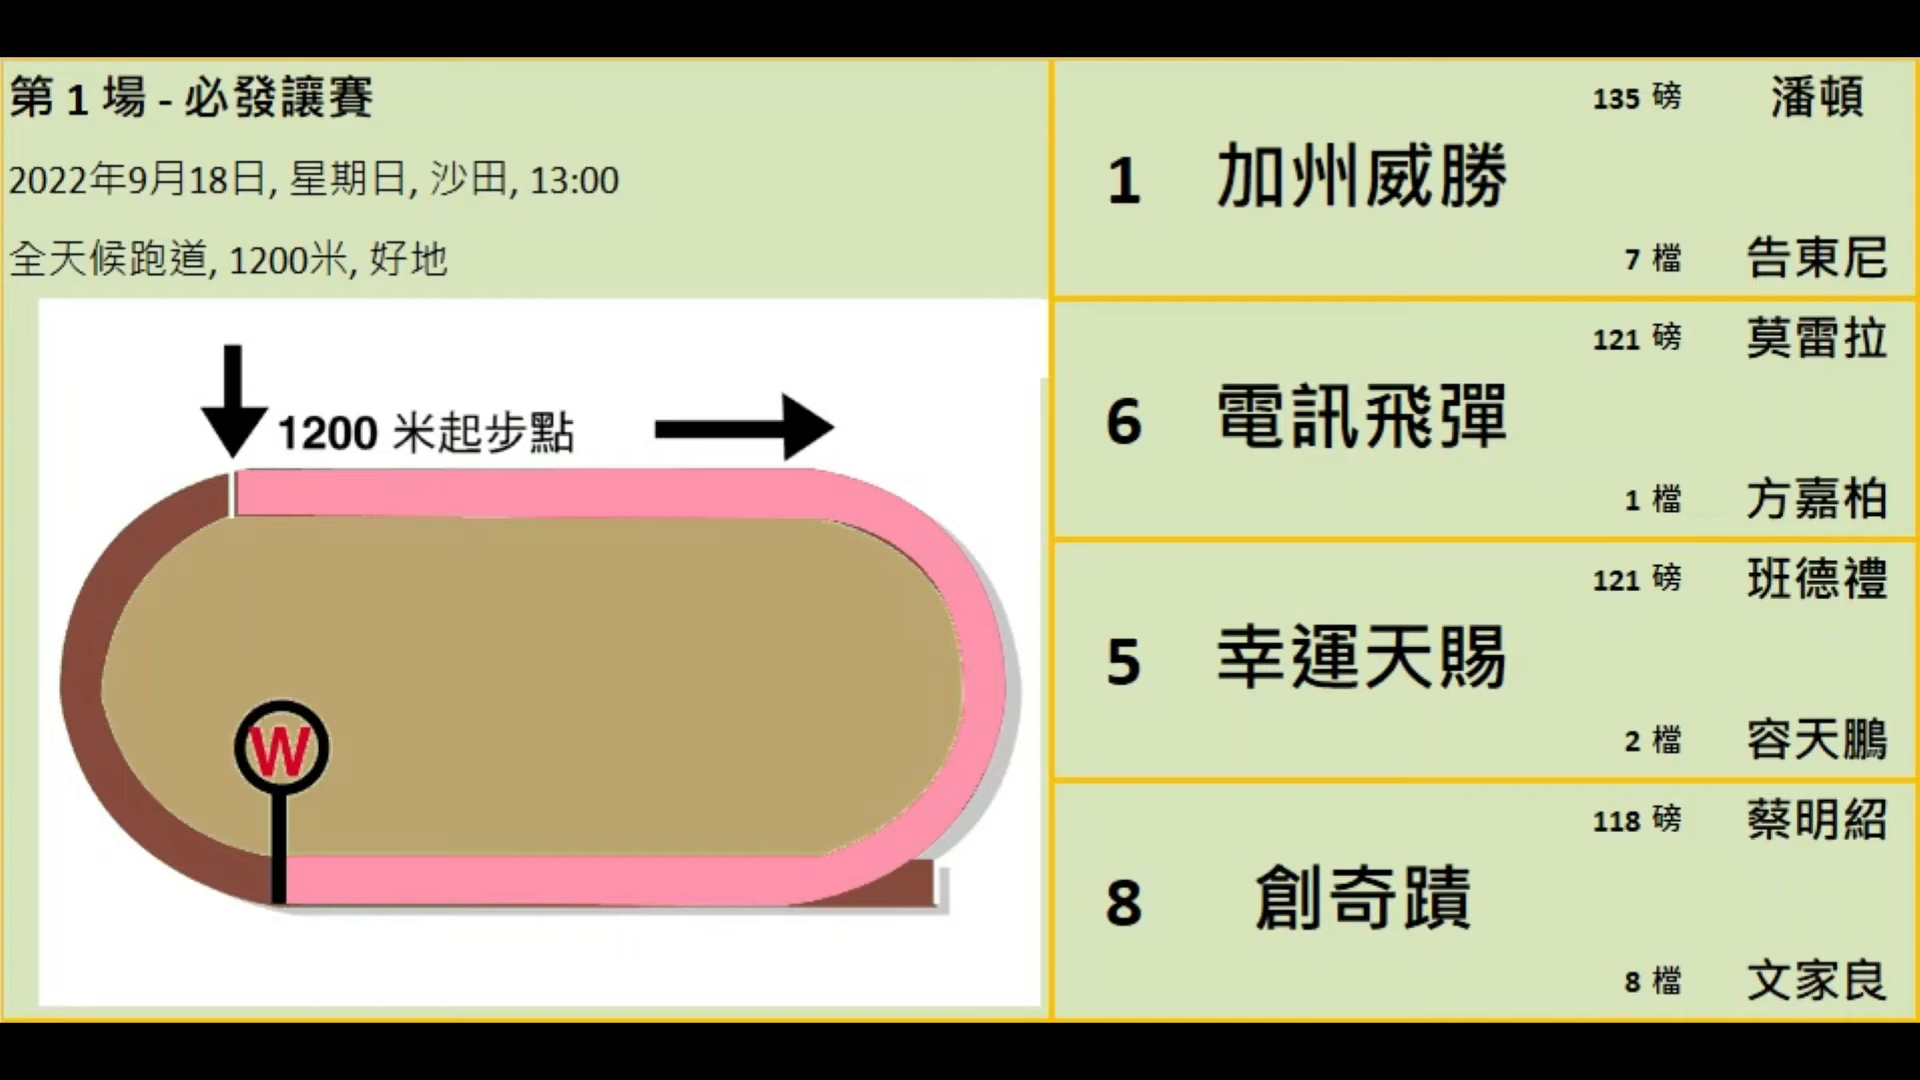 第 1 場 - 必發讓賽
2022年9月18日, 星期日, 沙田, 13:00
全天候跑道, 1200米, 好地
1200 米起步點
W
135 磅 潘頓
1 加州威勝
7 檔 告東尼
121 磅 莫雷拉
6 電訊飛彈
1 檔 方嘉柏
121 磅 班德禮
5 幸運天賜
2 檔 容天鵬
118 磅 蔡明紹
8 創奇蹟
8 檔 文家良